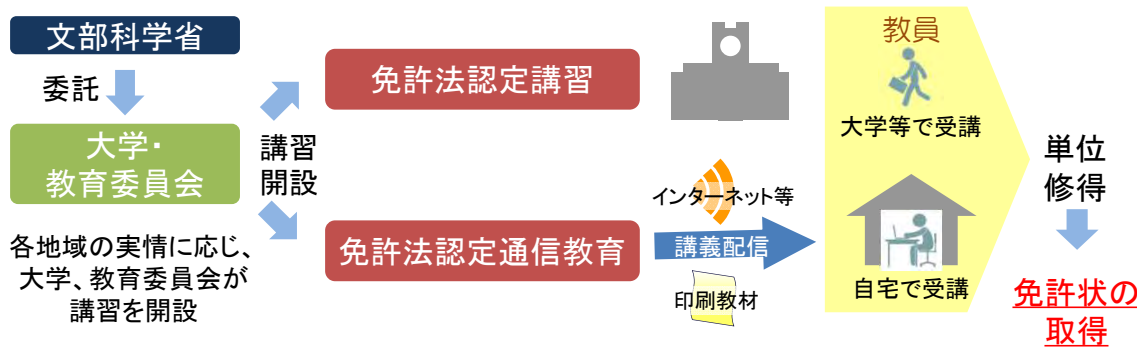 文部科学省
委託
大学・
教育委員会
各地域の実情に応じ、
大学、教育委員会が
講習を開設
講習
開設
免許法認定講習
免許法認定通信教育
インターネット等
講義配信
印刷教材
教員
大学等で受講
自宅で受講
単位
修得
免許状の
取得